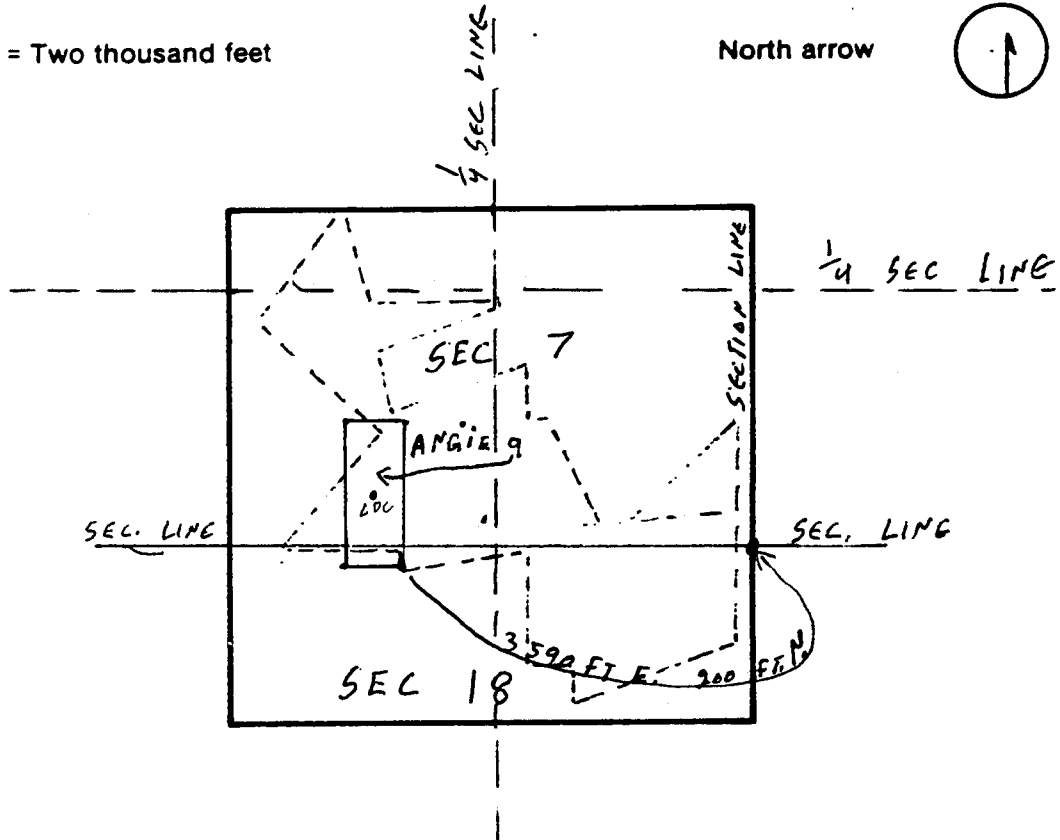 = Two thousand feet
North arrow
1/4 SEC LINE
1/4 SEC LINE
SECTION LINE
SEC 7
ANGIE 9
LOC
SEC. LINE
SEC. LINE
3590 FT E. 200 FT. N.
SEC 18